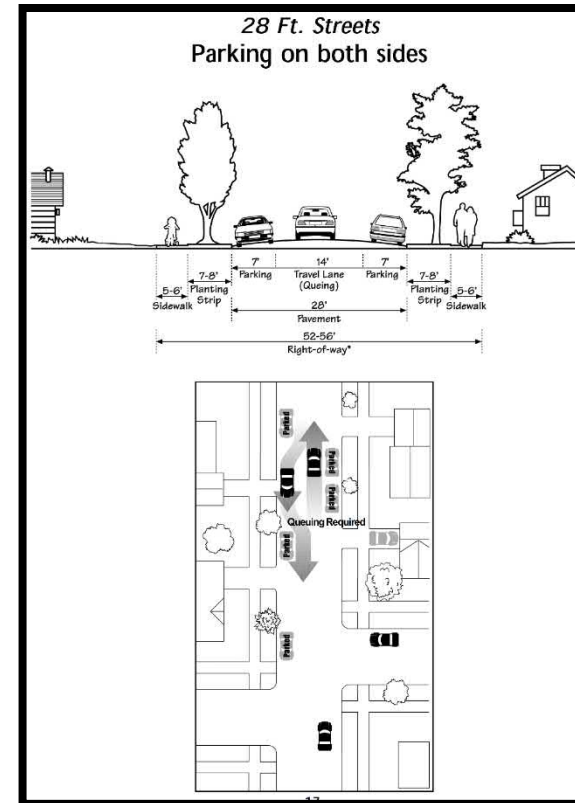 28 Ft. Streets
Parking on both sides
7' 14' 7'
Parking Travel Lane Parking
(Queing)
7-8' 7-8'
Planting Strip Planting Strip
5-6' 5-6'
Sidewalk Sidewalk
28'
Pavement
52-56'
Right-of-way*
Parked
Parked
Parked
Queuing Required
Parked
Parked
17